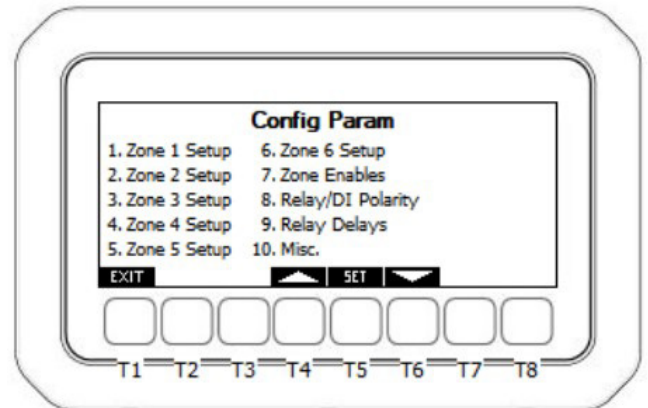 Config Param
1. Zone 1 Setup 6. Zone 6 Setup
2. Zone 2 Setup 7. Zone Enables
3. Zone 3 Setup 8. Relay/DI Polarity
4. Zone 4 Setup 9. Relay Delays
5. Zone 5 Setup 10. Misc.
EXIT SET
T1 T2 T3 T4 T5 T6 T7 T8